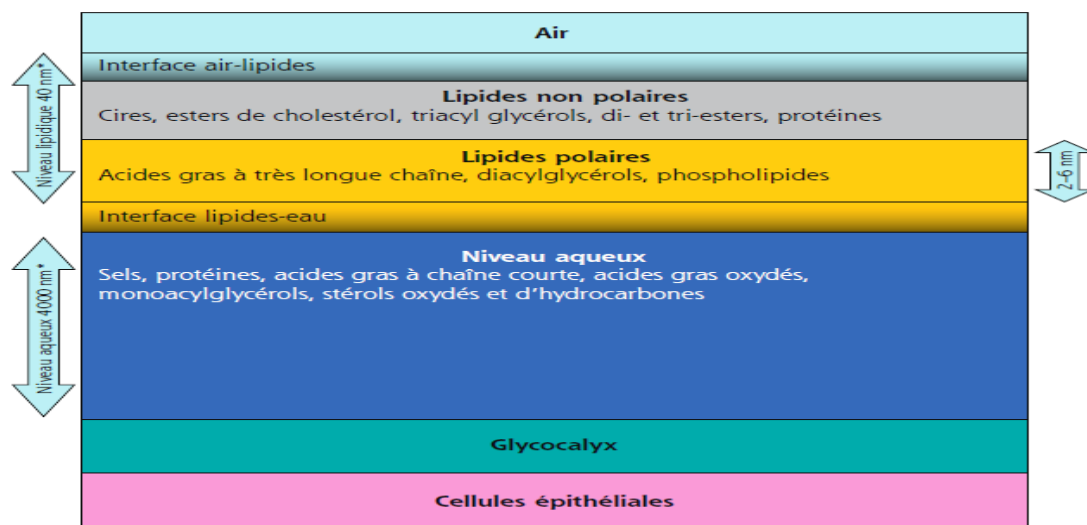 Air
Interface air-lipides
Lipides non polaires
Cires, esters de cholestérol, triacyl glycérols, di- et tri-esters, protéines
Lipides polaires
Acides gras à très longue chaîne, diacylglycérols, phospholipides
Interface lipides-eau
Niveau aqueux
Sels, protéines, acides gras à chaîne courte, acides gras oxydés,
monoacylglycérols, stérols oxydés et d'hydrocarbones
Glycocalyx
Cellules épithéliales
Niveau lipidique 40 nm*
Niveau aqueux 4000 nm*
2–6 nm